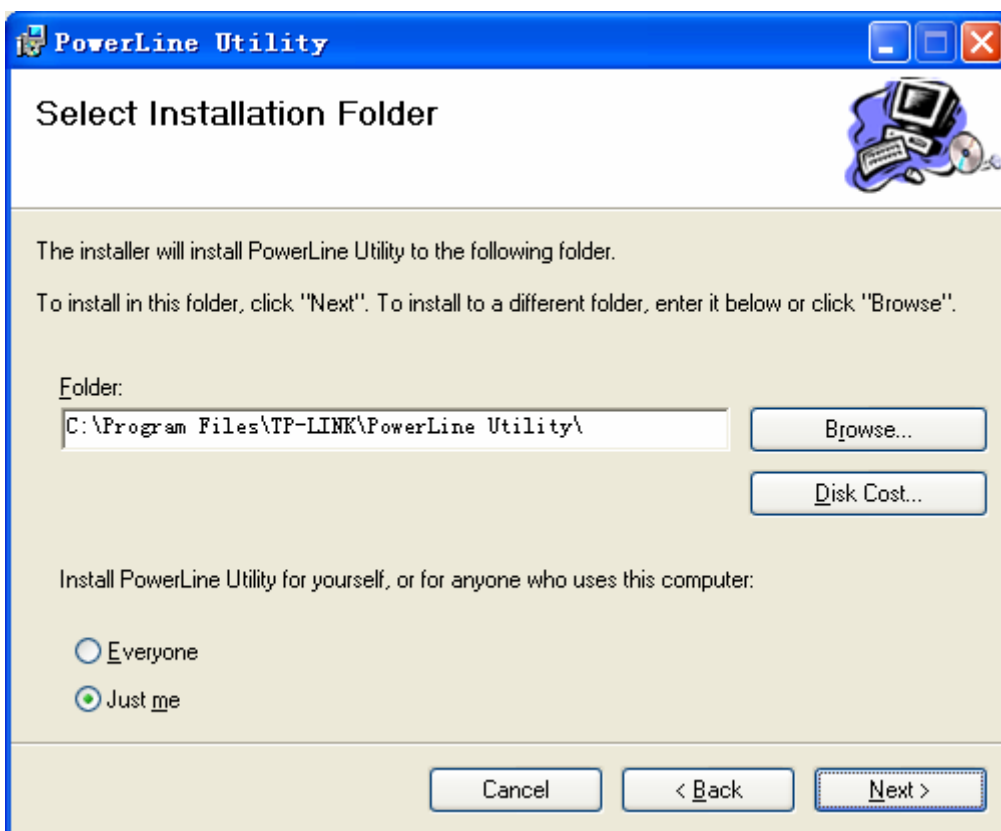 PowerLine Utility
Select Installation Folder
The installer will install PowerLine Utility to the following folder.
To install in this folder, click "Next". To install to a different folder, enter it below or click "Browse".
Folder:
C:\Program Files\TP-LINK\PowerLine Utility\
Browse...
Disk Cost...
Install PowerLine Utility for yourself, or for anyone who uses this computer:
Everyone
Just me
Cancel
< Back
Next >